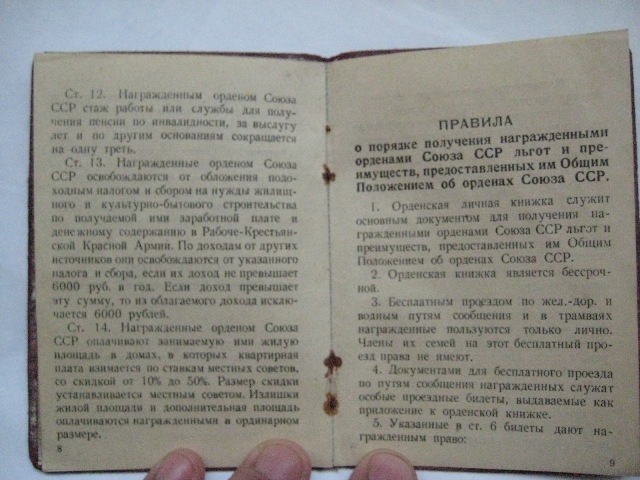 Ст. 12. Награжденным орденом Союза
ССР стаж работы или службы для полу-
чения пенсии по инвалидности, за выслугу
лет и по другим основаниям сокращается
на одну треть.
Ст. 13. Награжденные орденом Союза
ССР освобождаются от обложения подо-
ходным налогом и сбором на нужды жилищ-
ного и культурно-бытового строительства
по получаемой ими заработной плате и
денежному содержанию в Рабоче-Крестьян-
ской Красной Армии. По доходам от других
источников они освобождаются от указанного
налога и сбора, если их доход не превышает
6000 руб. в год. Если доход превышает
эту сумму, то из облагаемого дохода исклю-
чается 6000 рублей.
Ст. 14. Награжденные орденом Союза
ССР оплачивают занимаемую ими жилую
площадь в домах, в которых квартирная
плата взимается по ставкам местных советов,
со скидкой от 10% до 50%. Размер скидки
устанавливается местным советом. Излишки
жилой площади и дополнительная площадь
оплачиваются награжденными в ординарном
размере.
8
ПРАВИЛА
о порядке получения награжденными
орденами Союза ССР льгот и пре-
имуществ, предоставленных им Общим
Положением об орденах Союза ССР.
1. Орденская личная книжка служит
основным документом для получения на-
гражденными орденами Союза ССР льгот и
преимуществ, предоставленных им Общим
Положением об орденах Союза ССР.
2. Орденская книжка является бессроч-
ной.
3. Бесплатным проездом по жел.-дор. и
водным путям сообщения и в трамваях
награжденные пользуются только лично.
Члены их семей на этот бесплатный про-
езд права не имеют.
4. Документами для бесплатного проезда
по путям сообщения награжденных служат
особые проездные билеты, выдаваемые как
приложение к орденской книжке.
5. Указанные в ст. 6 билеты дают на-
гражденным право:
9